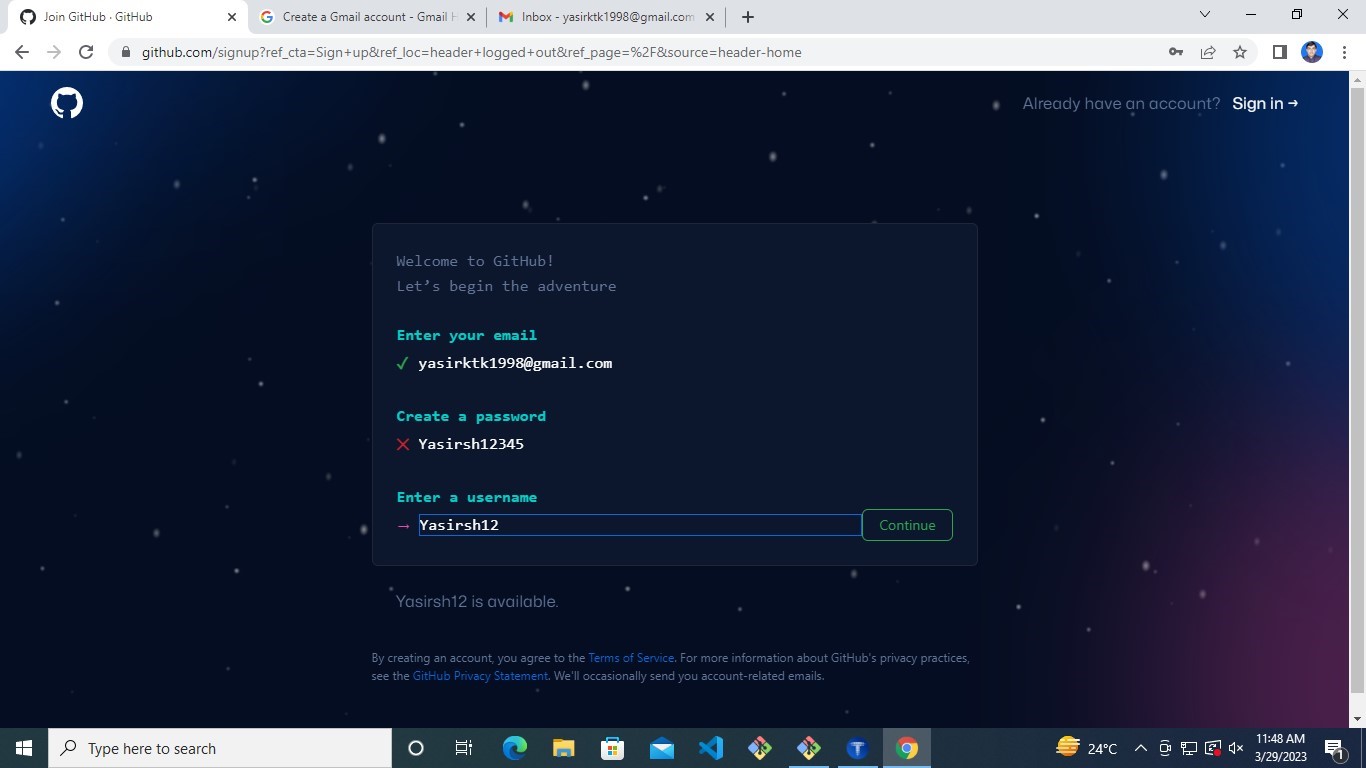 Join GitHub · GitHub
Create a Gmail account - Gmail H
Inbox - yasirktk1998@gmail.com
github.com/signup?ref_cta=Sign+up&ref_loc=header+logged+out&ref_page=%2F&source=header-home
Already have an account? Sign in →
Welcome to GitHub!
Let’s begin the adventure
Enter your email
✓ yasirktk1998@gmail.com
Create a password
✕ Yasirsh12345
Enter a username
→ Yasirsh12 Continue
Yasirsh12 is available.
By creating an account, you agree to the Terms of Service. For more information about GitHub's privacy practices,
see the GitHub Privacy Statement. We'll occasionally send you account-related emails.
Type here to search
24°C
11:48 AM
3/29/2023
1